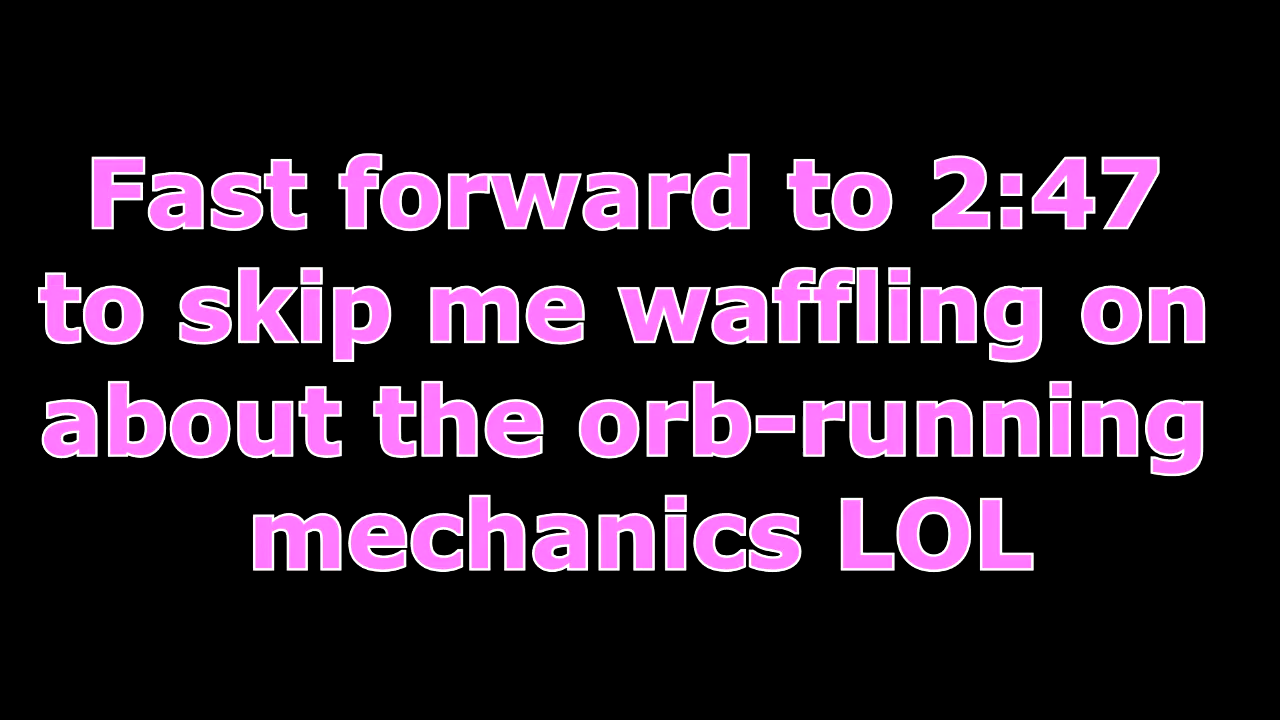 Fast forward to 2:47
to skip me waffling on
about the orb-running
mechanics LOL